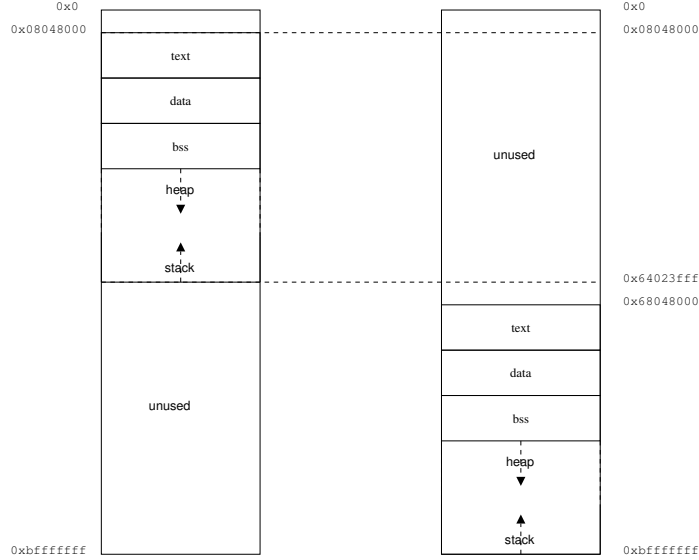 0x0
0x08048000
text
data
bss
heap
stack
unused
0xbfffffff
0x0
0x08048000
unused
0x64023fff
0x68048000
text
data
bss
heap
stack
0xbfffffff